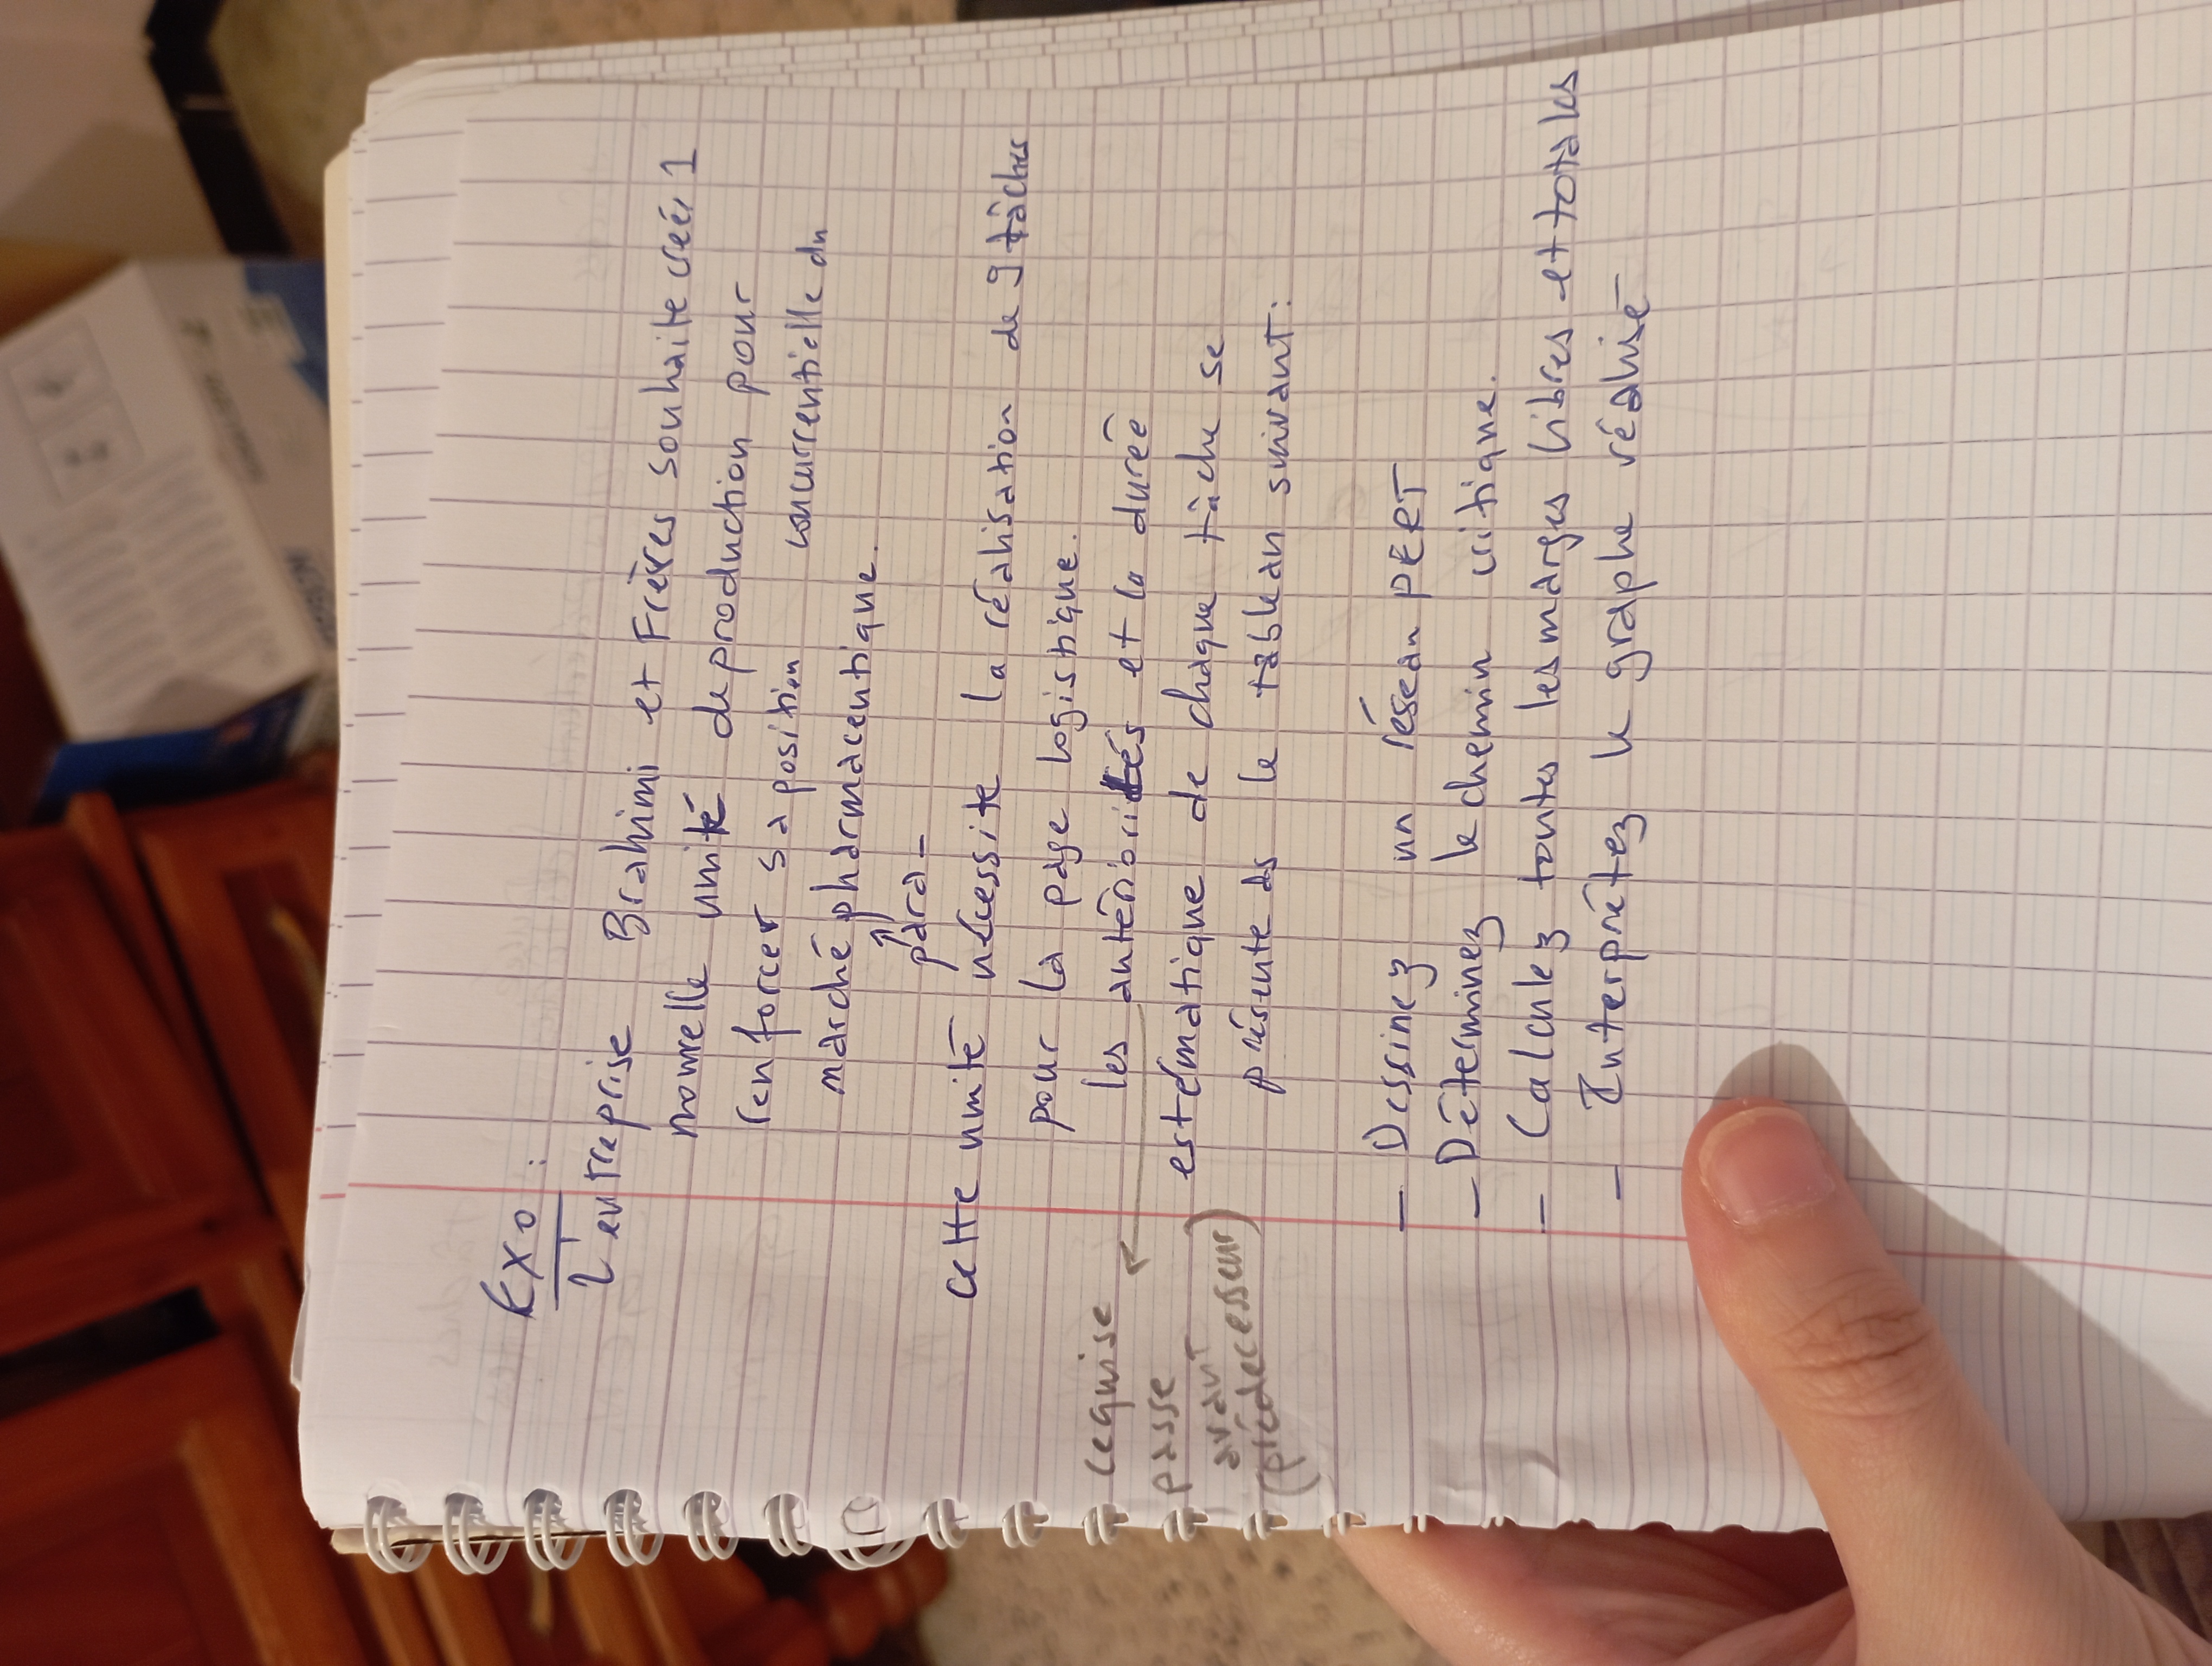 Exo :
L'entreprise Brahimi et Frères souhaite créer 1
nouvelle unité de production pour
renforcer sa position concurrentielle du
marché pharmaceutique.
para-
cette unité nécessite la réalisation de 9 tâches
pour la page logistique.
les antériorités et la durée
requise
passe
avant
(prédecesseur)
estématique de chaque tâche se
présente ds le tableau suivant:
- Dessinez un réseau PERT
- Déterminez le chemin critique.
- Calculez toutes les marges libres et totales
- Interprêtez le graphe réalisé